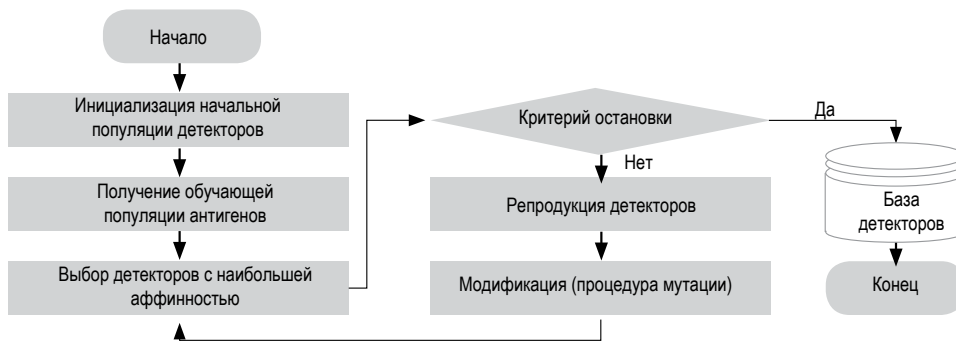 Начало
Инициализация начальной
популяции детекторов
Получение обучающей
популяции антигенов
Выбор детекторов с наибольшей
аффинностью
Критерий остановки
Да
Нет
Репродукция детекторов
Модификация (процедура мутации)
База
детекторов
Конец